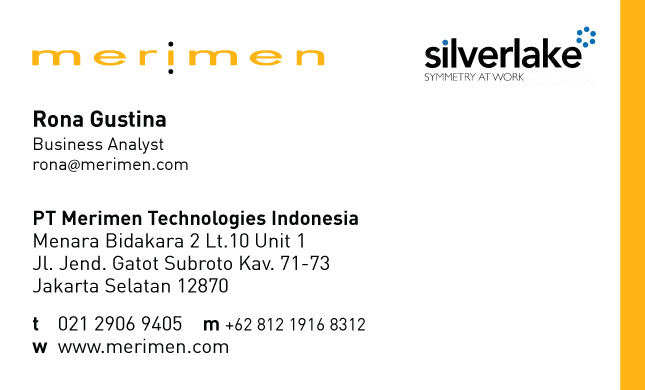 merimen
silverlake
SYMMETRY AT WORK
Rona Gustina
Business Analyst
rona@merimen.com
PT Merimen Technologies Indonesia
Menara Bidakara 2 Lt.10 Unit 1
Jl. Jend. Gatot Subroto Kav. 71-73
Jakarta Selatan 12870
t 021 2906 9405 m +62 812 1916 8312
w www.merimen.com